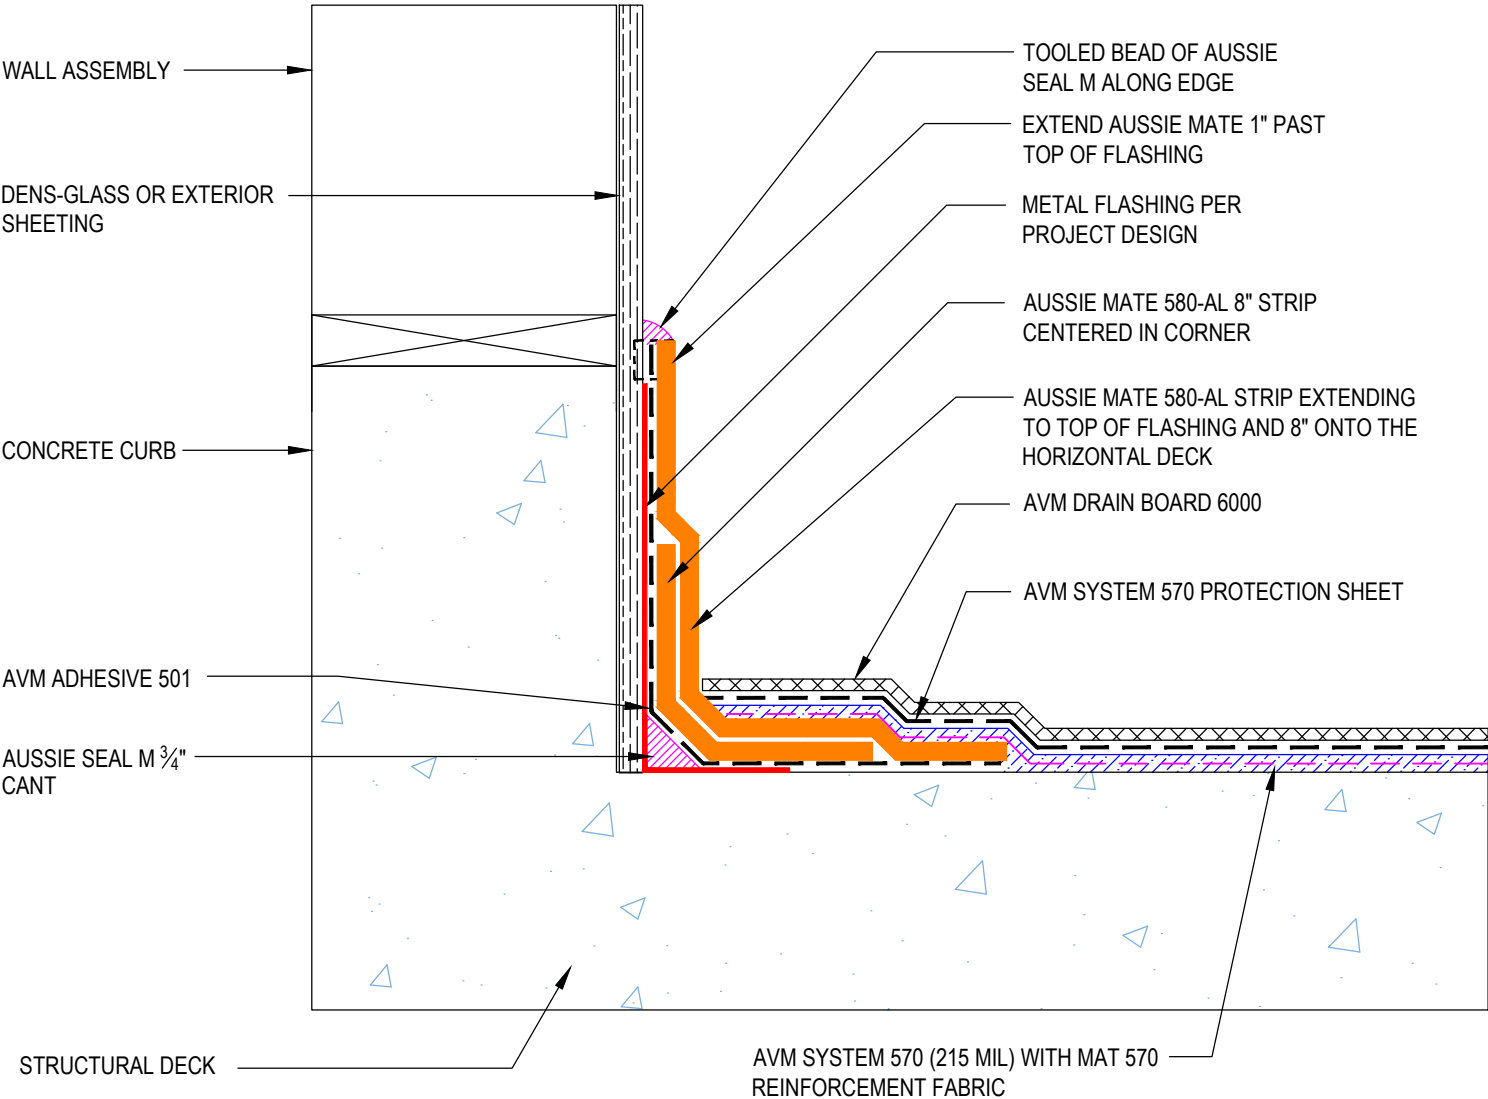 WALL ASSEMBLY
DENS-GLASS OR EXTERIOR
SHEETING
CONCRETE CURB
AVM ADHESIVE 501
AUSSIE SEAL M ¾"
CANT
STRUCTURAL DECK
TOOLED BEAD OF AUSSIE
SEAL M ALONG EDGE
EXTEND AUSSIE MATE 1" PAST
TOP OF FLASHING
METAL FLASHING PER
PROJECT DESIGN
AUSSIE MATE 580-AL 8" STRIP
CENTERED IN CORNER
AUSSIE MATE 580-AL STRIP EXTENDING
TO TOP OF FLASHING AND 8" ONTO THE
HORIZONTAL DECK
AVM DRAIN BOARD 6000
AVM SYSTEM 570 PROTECTION SHEET
AVM SYSTEM 570 (215 MIL) WITH MAT 570
REINFORCEMENT FABRIC